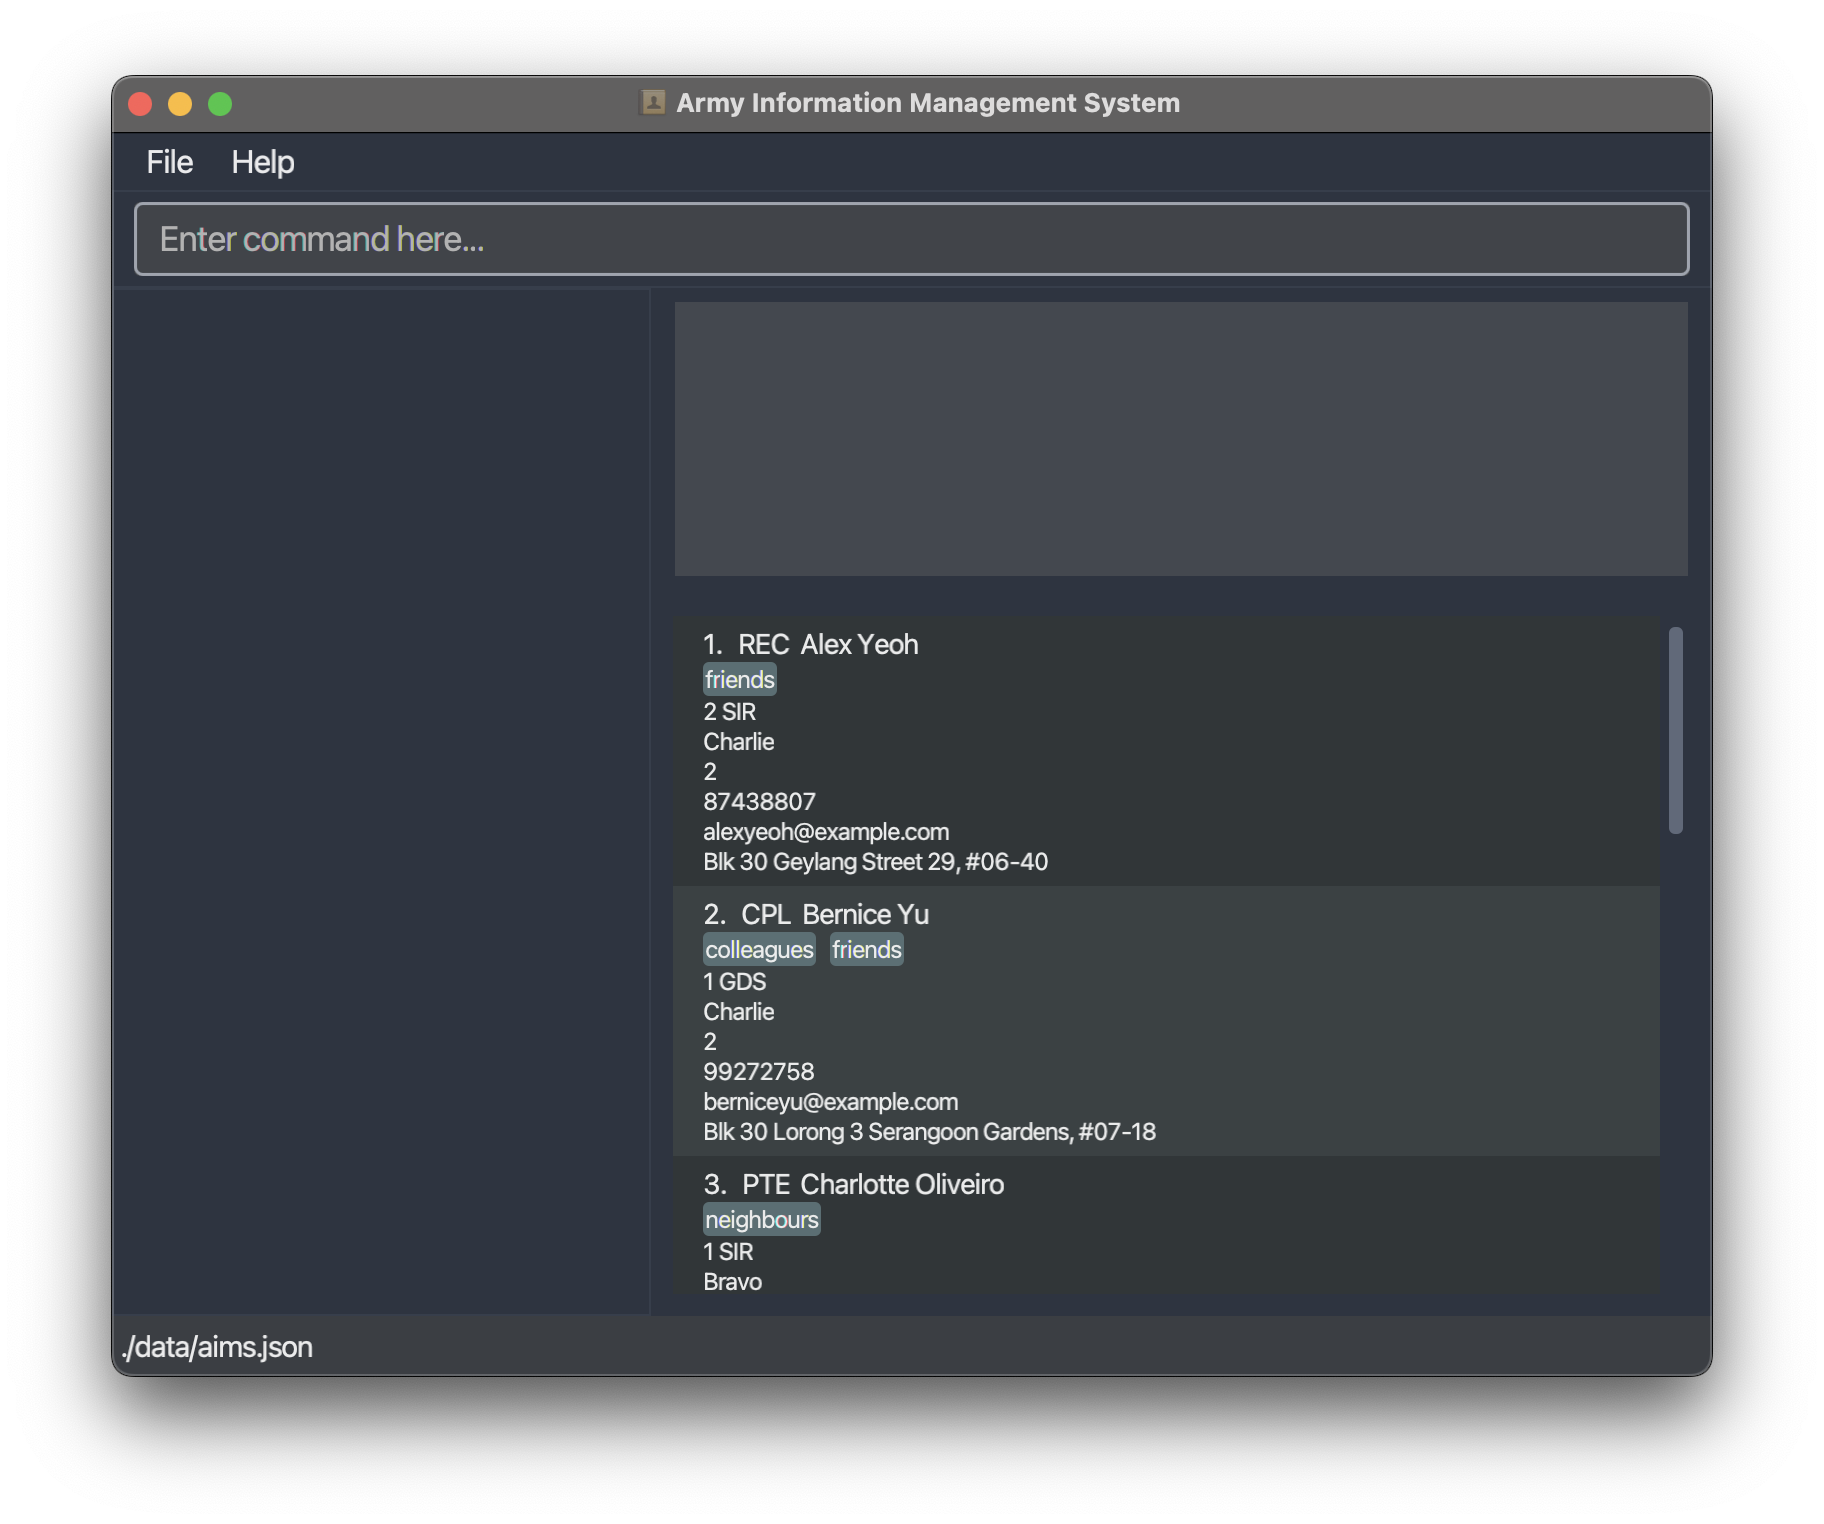 Army Information Management System
File Help
Enter command here...
1. REC Alex Yeoh
friends
2 SIR
Charlie
2
87438807
alexyeoh@example.com
Blk 30 Geylang Street 29, #06-40
2. CPL Bernice Yu
colleagues friends
1 GDS
Charlie
2
99272758
berniceyu@example.com
Blk 30 Lorong 3 Serangoon Gardens, #07-18
3. PTE Charlotte Oliveiro
neighbours
1 SIR
Bravo
./data/aims.json